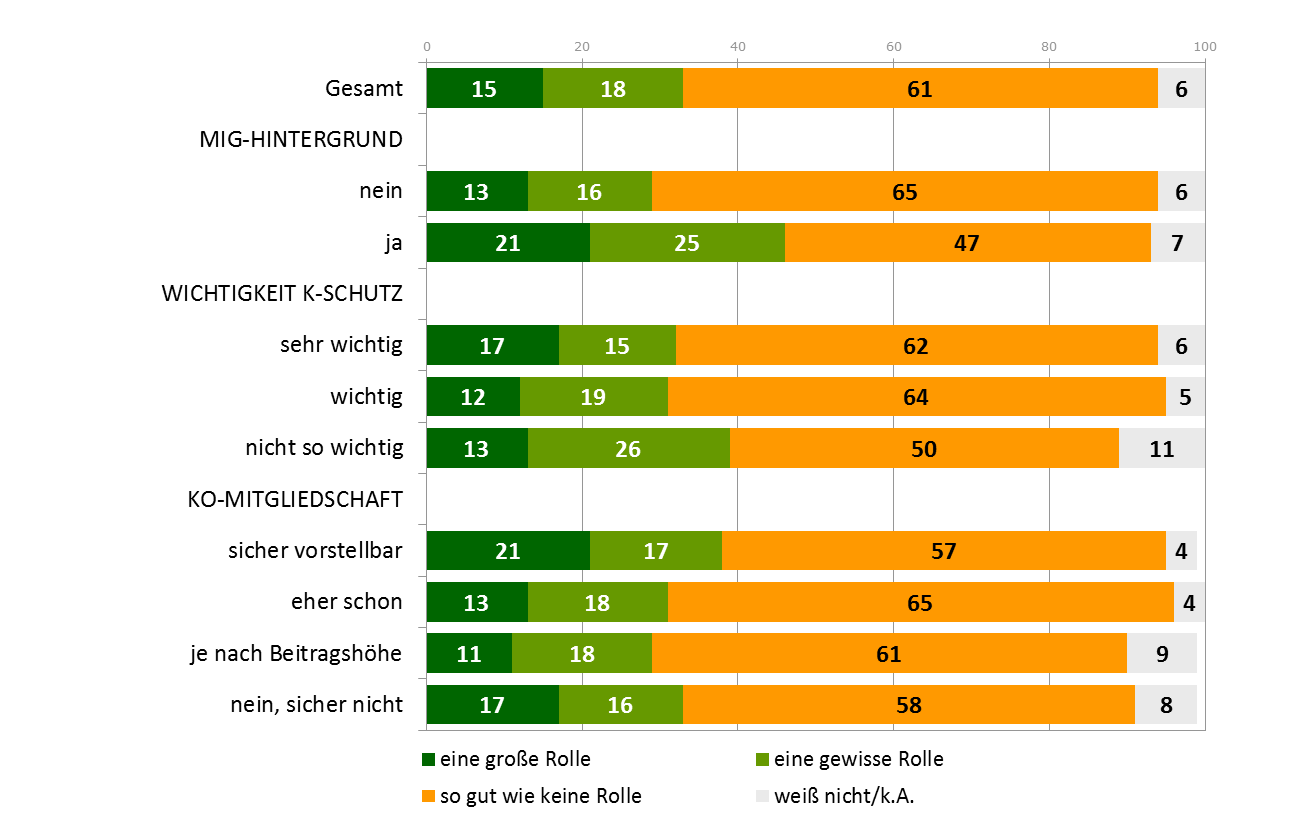 0 20 40 60 80 100
Gesamt 15 18 61 6
MIG-HINTERGRUND
nein 13 16 65 6
ja 21 25 47 7
WICHTIGKEIT K-SCHUTZ
sehr wichtig 17 15 62 6
wichtig 12 19 64 5
nicht so wichtig 13 26 50 11
KO-MITGLIEDSCHAFT
sicher vorstellbar 21 17 57 4
eher schon 13 18 65 4
je nach Beitragshöhe 11 18 61 9
nein, sicher nicht 17 16 58 8
eine große Rolle eine gewisse Rolle
so gut wie keine Rolle weiß nicht/k.A.